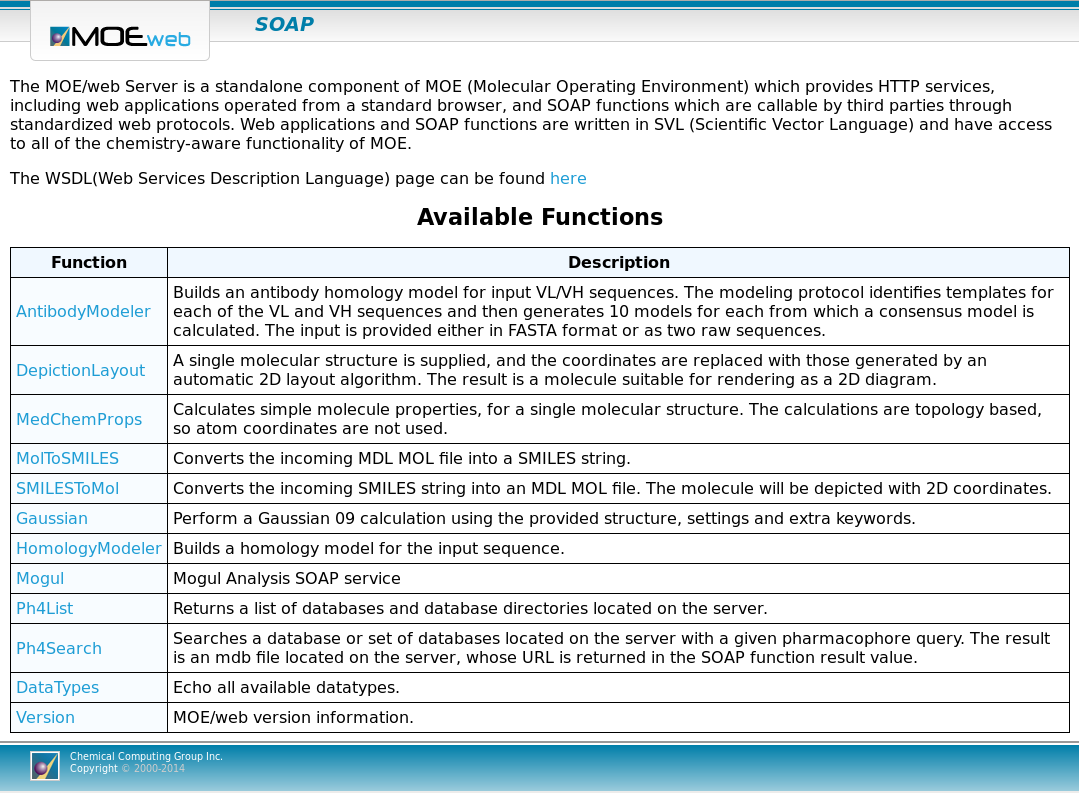 MOEweb
SOAP
The MOE/web Server is a standalone component of MOE (Molecular Operating Environment) which provides HTTP services,
including web applications operated from a standard browser, and SOAP functions which are callable by third parties through
standardized web protocols. Web applications and SOAP functions are written in SVL (Scientific Vector Language) and have access
to all of the chemistry-aware functionality of MOE.
The WSDL(Web Services Description Language) page can be found here
Available Functions
Function Description
AntibodyModeler
Builds an antibody homology model for input VL/VH sequences. The modeling protocol identifies templates for
each of the VL and VH sequences and then generates 10 models for each from which a consensus model is
calculated. The input is provided either in FASTA format or as two raw sequences.
DepictionLayout
A single molecular structure is supplied, and the coordinates are replaced with those generated by an
automatic 2D layout algorithm. The result is a molecule suitable for rendering as a 2D diagram.
MedChemProps
Calculates simple molecule properties, for a single molecular structure. The calculations are topology based,
so atom coordinates are not used.
MolToSMILES Converts the incoming MDL MOL file into a SMILES string.
SMILESToMol Converts the incoming SMILES string into an MDL MOL file. The molecule will be depicted with 2D coordinates.
Gaussian Perform a Gaussian 09 calculation using the provided structure, settings and extra keywords.
HomologyModeler Builds a homology model for the input sequence.
Mogul Mogul Analysis SOAP service
Ph4List Returns a list of databases and database directories located on the server.
Ph4Search
Searches a database or set of databases located on the server with a given pharmacophore query. The result
is an mdb file located on the server, whose URL is returned in the SOAP function result value.
DataTypes Echo all available datatypes.
Version MOE/web version information.
Chemical Computing Group Inc.
Copyright © 2000-2014